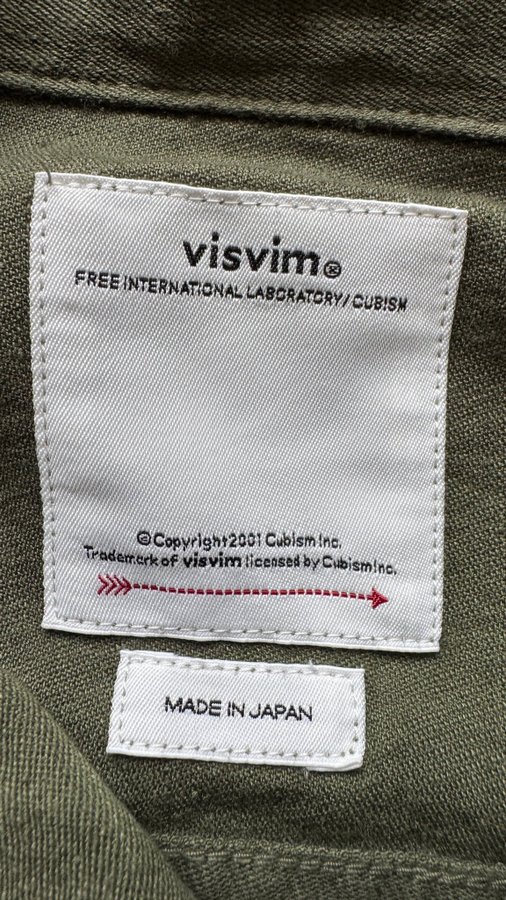 visvim®
FREE INTERNATIONAL LABORATORY/CUBISM
©Copyright2001 Cubism Inc.
Trademark of visvim licensed by Cubism Inc.
MADE IN JAPAN